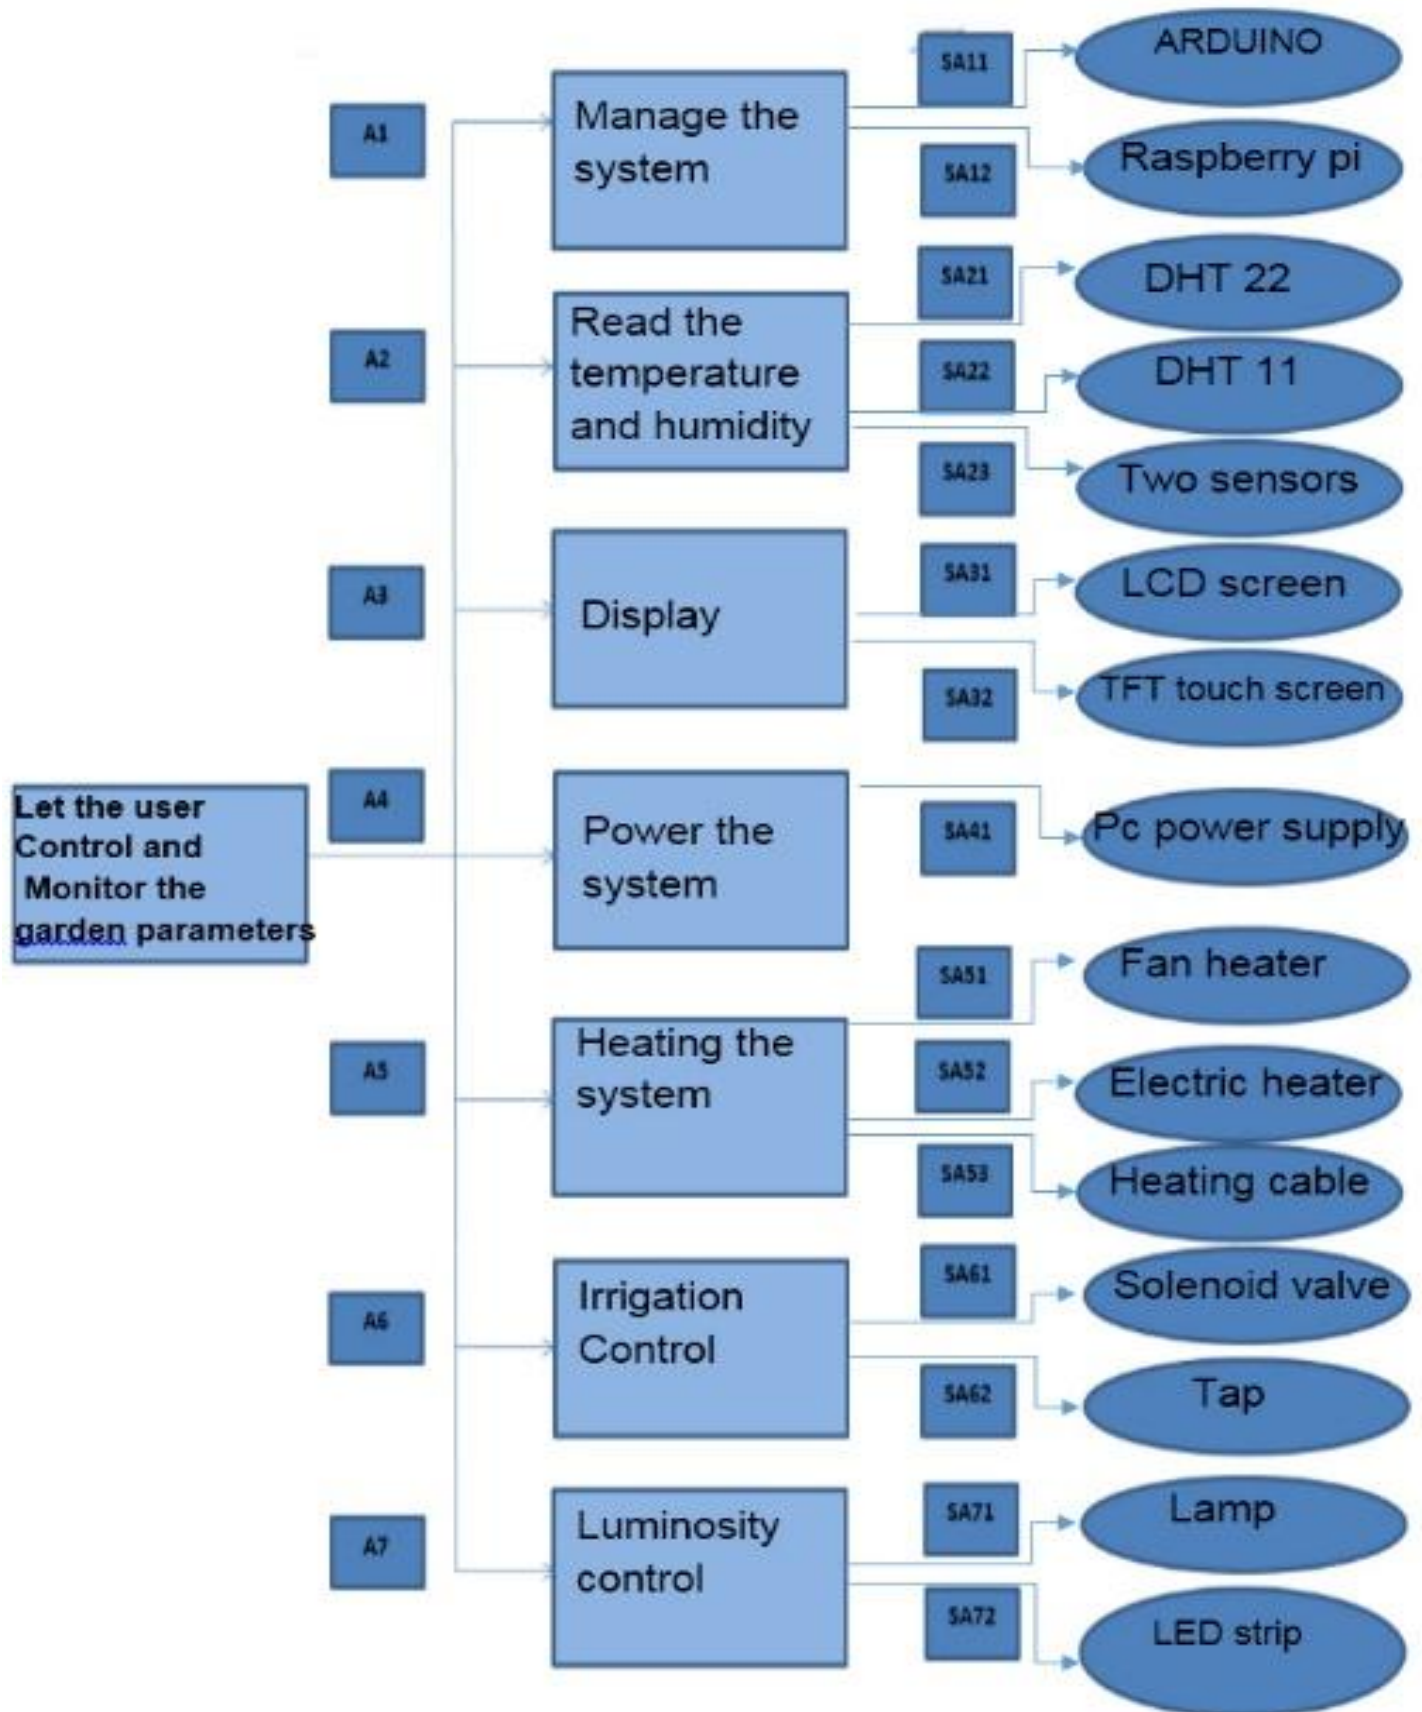 SA11
ARDUINO
A1
Manage the
system
SA12
Raspberry pi
SA21
DHT 22
A2
Read the
temperature
and humidity
SA22
DHT 11
SA23
Two sensors
A3
Display
SA31
LCD screen
SA32
TFT touch screen
Let the user
Control and
Monitor the
garden parameters
A4
Power the
system
SA41
Pc power supply
A5
Heating the
system
SA51
Fan heater
SA52
Electric heater
SA53
Heating cable
A6
Irrigation
Control
SA61
Solenoid valve
SA62
Tap
A7
Luminosity
control
SA71
Lamp
SA72
LED strip